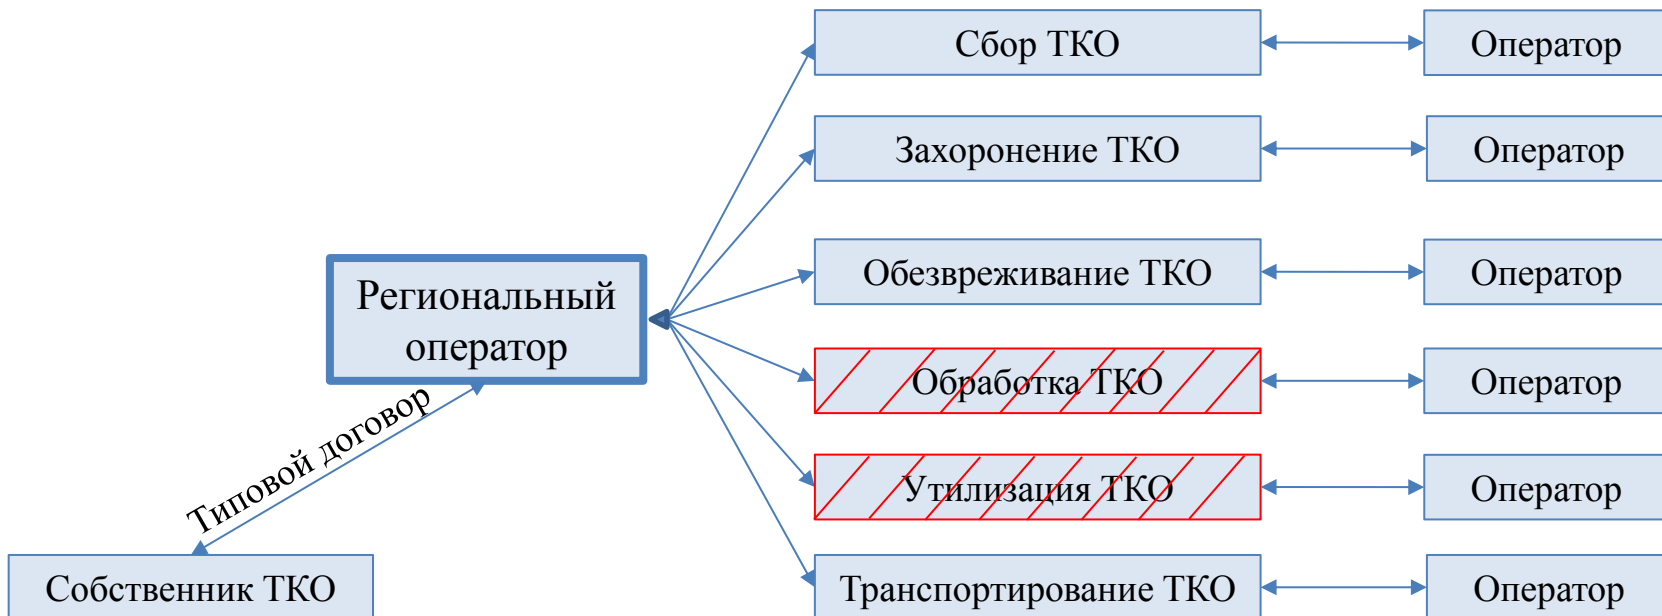 Сбор ТКО
Оператор
Захоронение ТКО
Оператор
Обезвреживание ТКО
Оператор
Региональный
оператор
Обработка ТКО
Оператор
Типовой договор
Утилизация ТКО
Оператор
Собственник ТКО
Транспортирование ТКО
Оператор